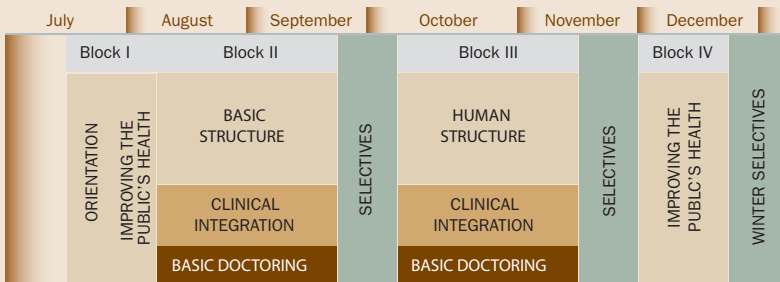 July August September October November December
Block I Block II Block III Block IV
ORIENTATION
IMPROVING THE
PUBLIC'S HEALTH
BASIC
STRUCTURE
CLINICAL
INTEGRATION
BASIC DOCTORING
SELECTIVES
HUMAN
STRUCTURE
CLINICAL
INTEGRATION
BASIC DOCTORING
SELECTIVES
IMPROVING THE
PUBLC'S HEALTH
WINTER SELECTIVES